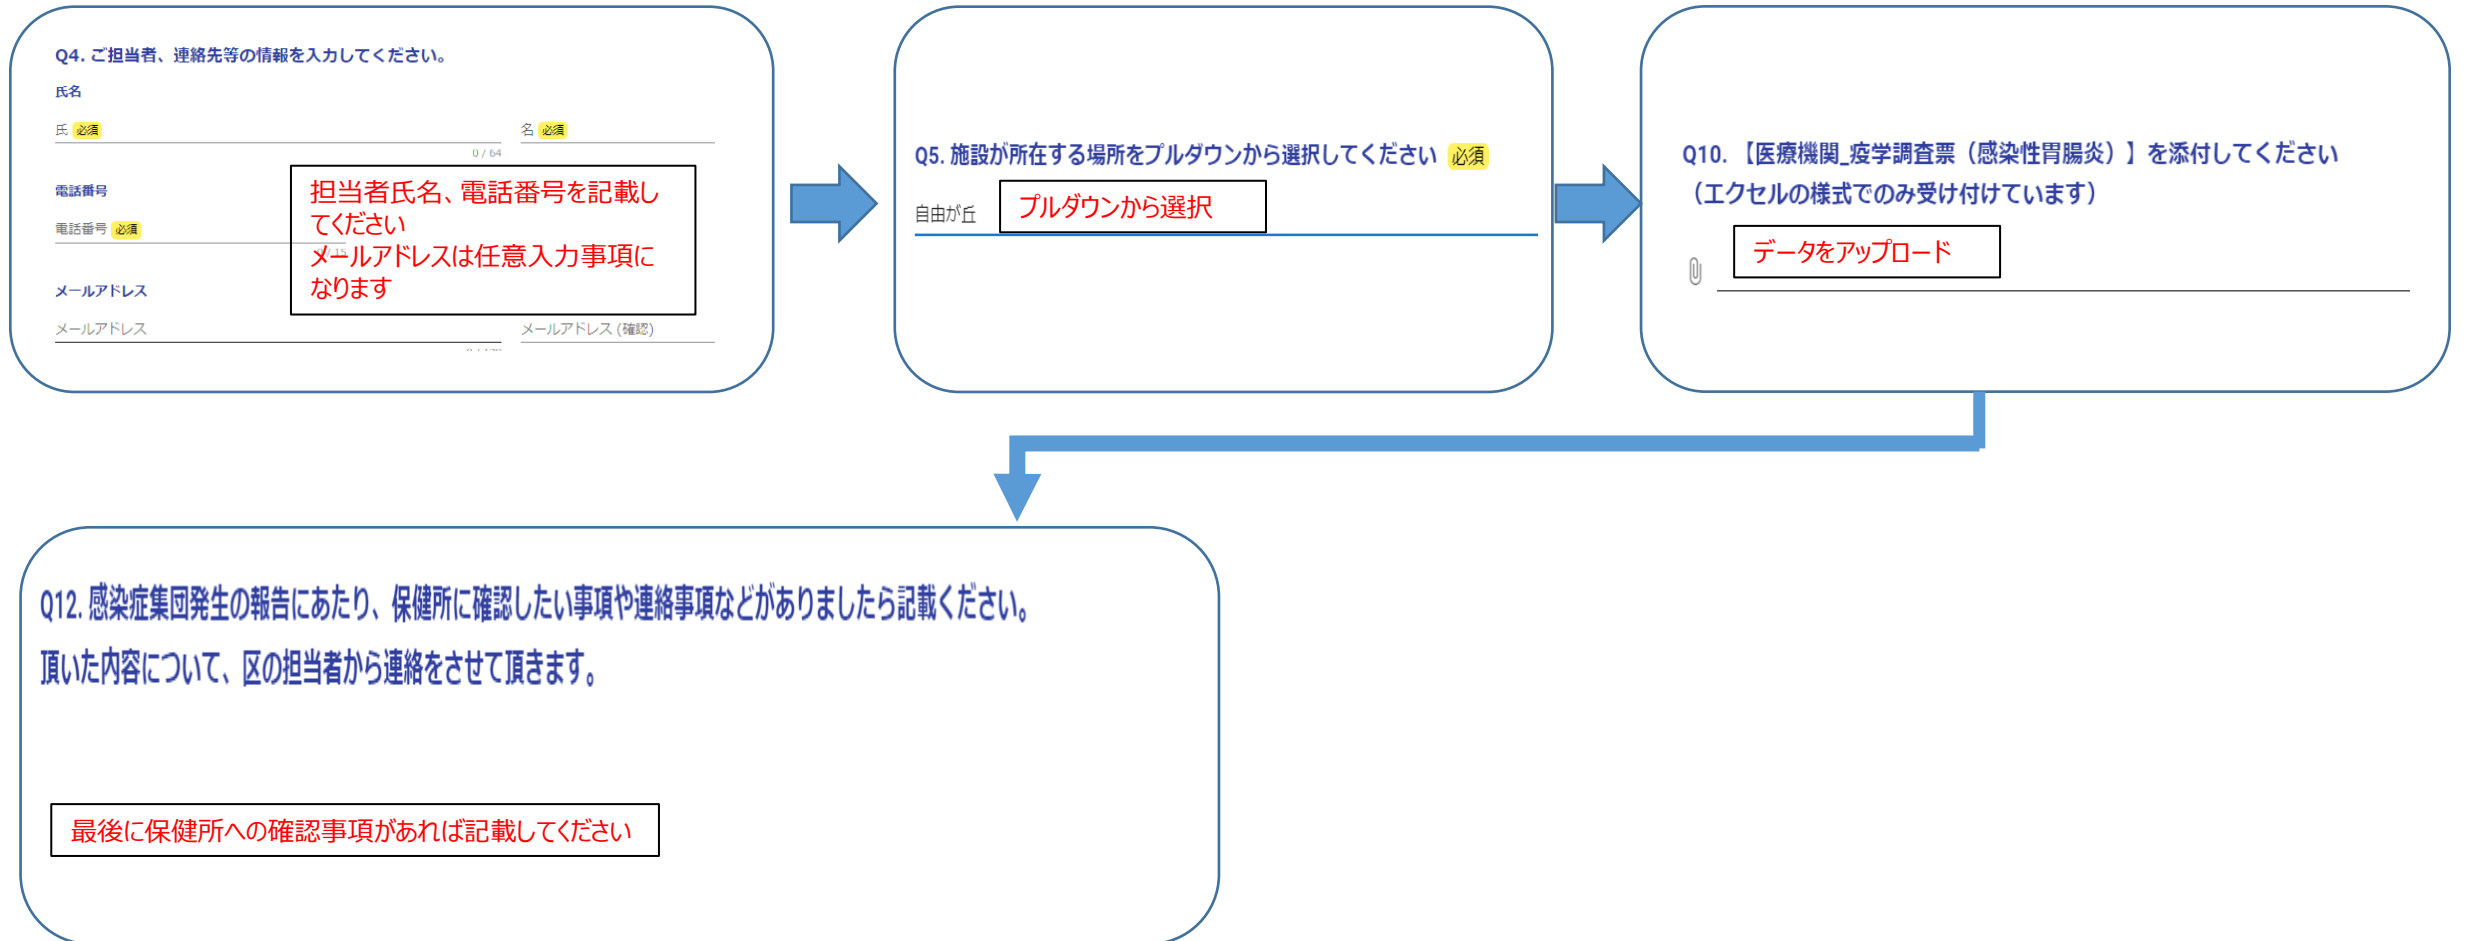 Q4. ご担当者、連絡先等の情報を入力してください。
氏名
氏 必須
名 必須
0 / 64
電話番号
電話番号 必須
担当者氏名、電話番号を記載し
てください
メールアドレスは任意入力事項に
なります
メールアドレス
メールアドレス
メールアドレス (確認)
Q5. 施設が所在する場所をプルダウンから選択してください 必須
自由が丘
プルダウンから選択
Q10. 【医療機関_疫学調査票（感染性胃腸炎）】を添付してください
（エクセルの様式でのみ受け付けています）
データをアップロード
Q12. 感染症集団発生の報告にあたり、保健所に確認したい事項や連絡事項などがありましたら記載ください。
頂いた内容について、区の担当者から連絡をさせて頂きます。
最後に保健所への確認事項があれば記載してください